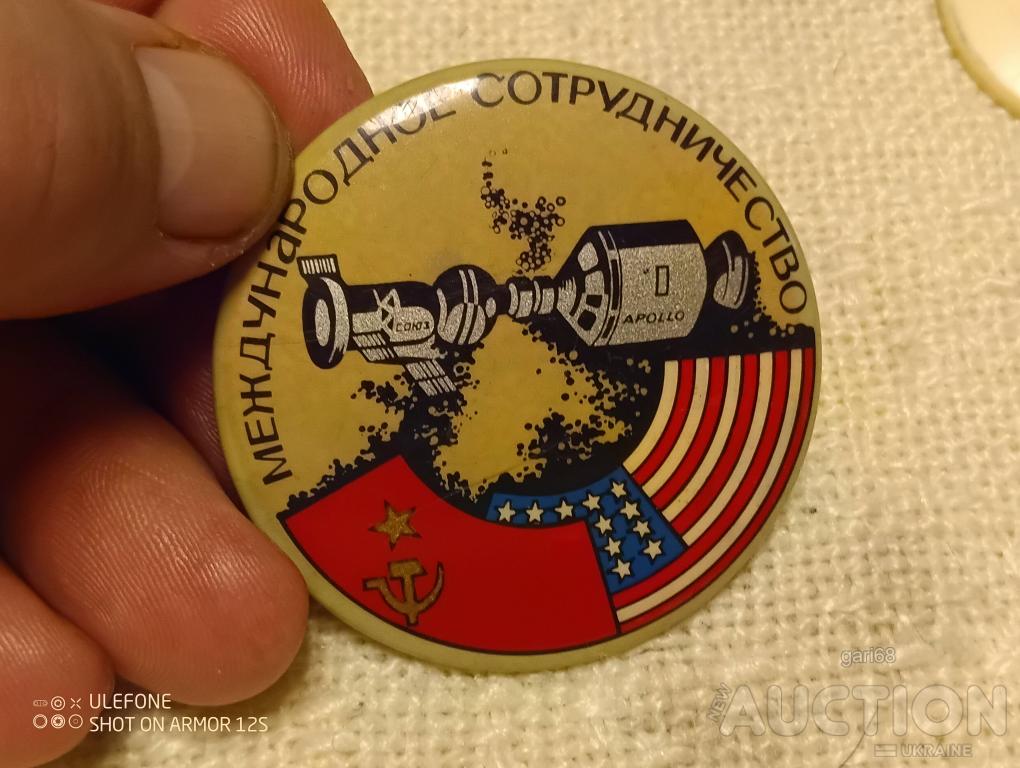 МЕЖДУНАРОДНОЕ СОТРУДНИЧЕСТВО
СОЮЗ
APOLLO
gari68
NEW AUCTION
UKRAINE
ULEFONE
SHOT ON ARMOR 12S